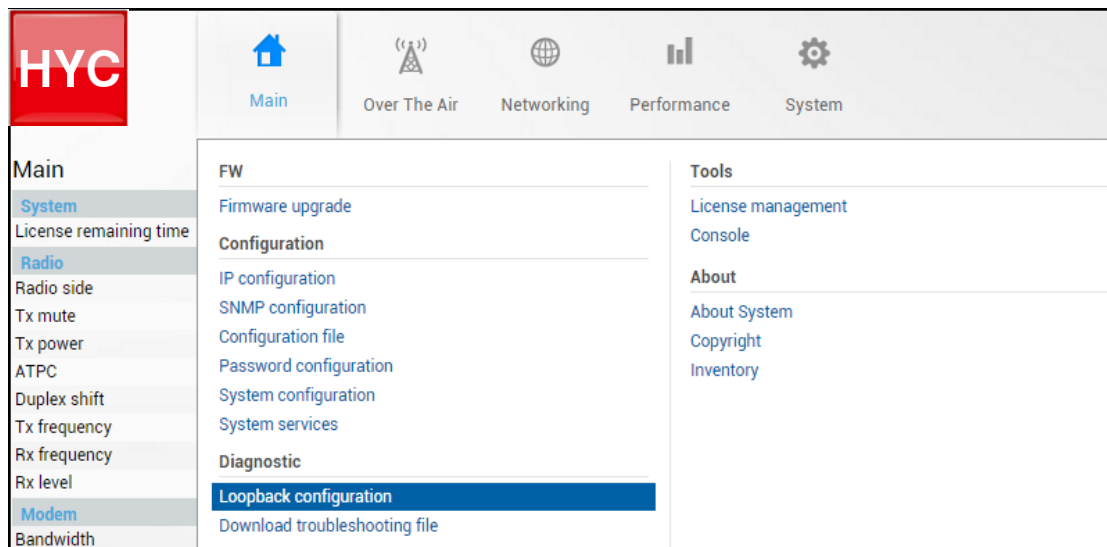 HYC
Main
Over The Air
Networking
Performance
System
Main
System
License remaining time
Radio
Radio side
Tx mute
Tx power
ATPC
Duplex shift
Tx frequency
Rx frequency
Rx level
Modem
Bandwidth
FW
Firmware upgrade
Configuration
IP configuration
SNMP configuration
Configuration file
Password configuration
System configuration
System services
Diagnostic
Loopback configuration
Download troubleshooting file
Tools
License management
Console
About
About System
Copyright
Inventory